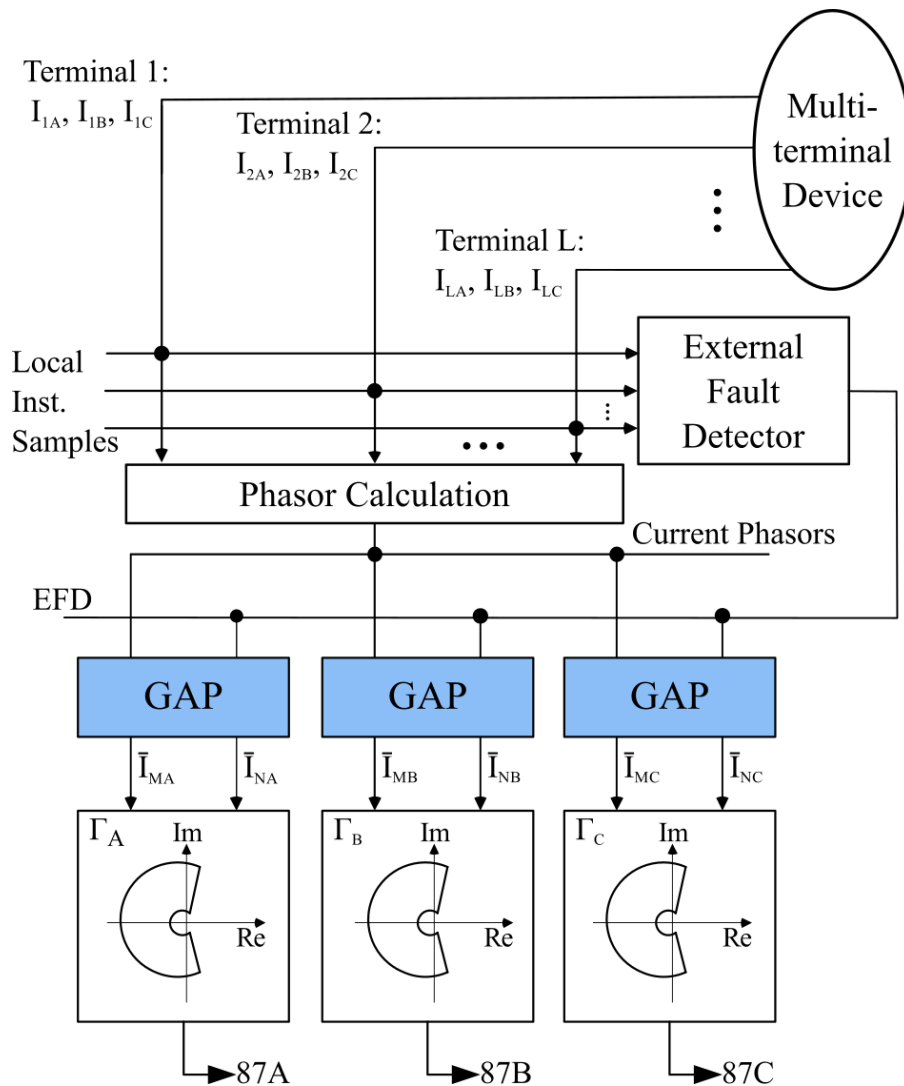 Terminal 1:
I1A, I1B, I1C
Terminal 2:
I2A, I2B, I2C
Terminal L:
ILA, ILB, ILC
Multi-
terminal
Device
Local
Inst.
Samples
External
Fault
Detector
Phasor Calculation
Current Phasors
EFD
GAP
GAP
GAP
ĪMA
ĪNA
ĪMB
ĪNB
ĪMC
ĪNC
ΓA
Im
Re
ΓB
Im
Re
ΓC
Im
Re
87A
87B
87C